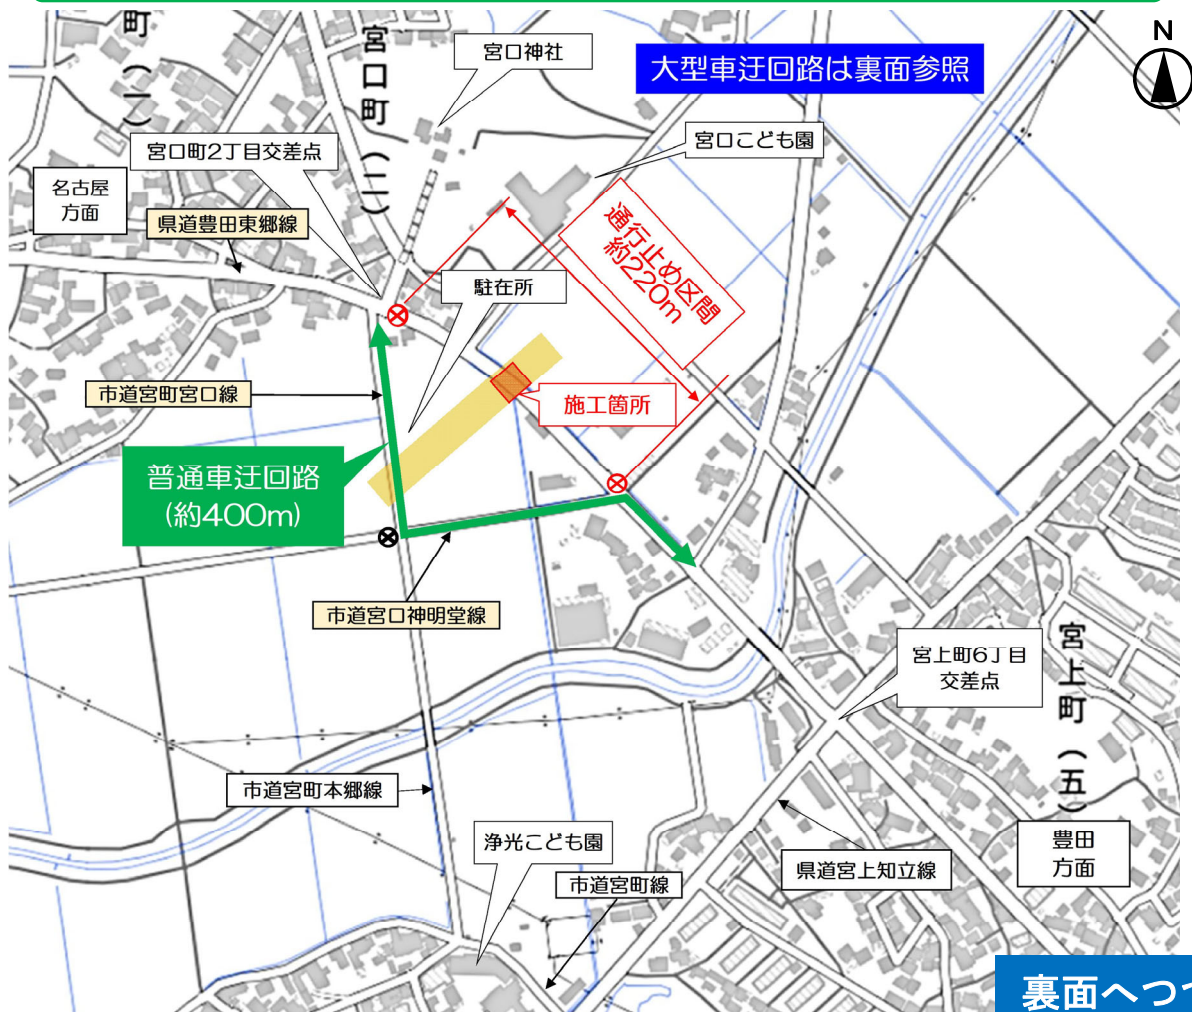 N
町(一)
宮口町(二)
宮口神社
大型車迂回路は裏面参照
宮口町2丁目交差点
宮口こども園
名古屋
方面
県道豊田東郷線
通行止め区間
約220m
駐在所
市道宮町宮口線
施工箇所
普通車迂回路
(約400m)
市道宮口神明堂線
宮上町6丁目
交差点
宮上町(五)
市道宮町本郷線
浄光こども園
市道宮町線
県道宮上知立線
豊田
方面
裏面へつ